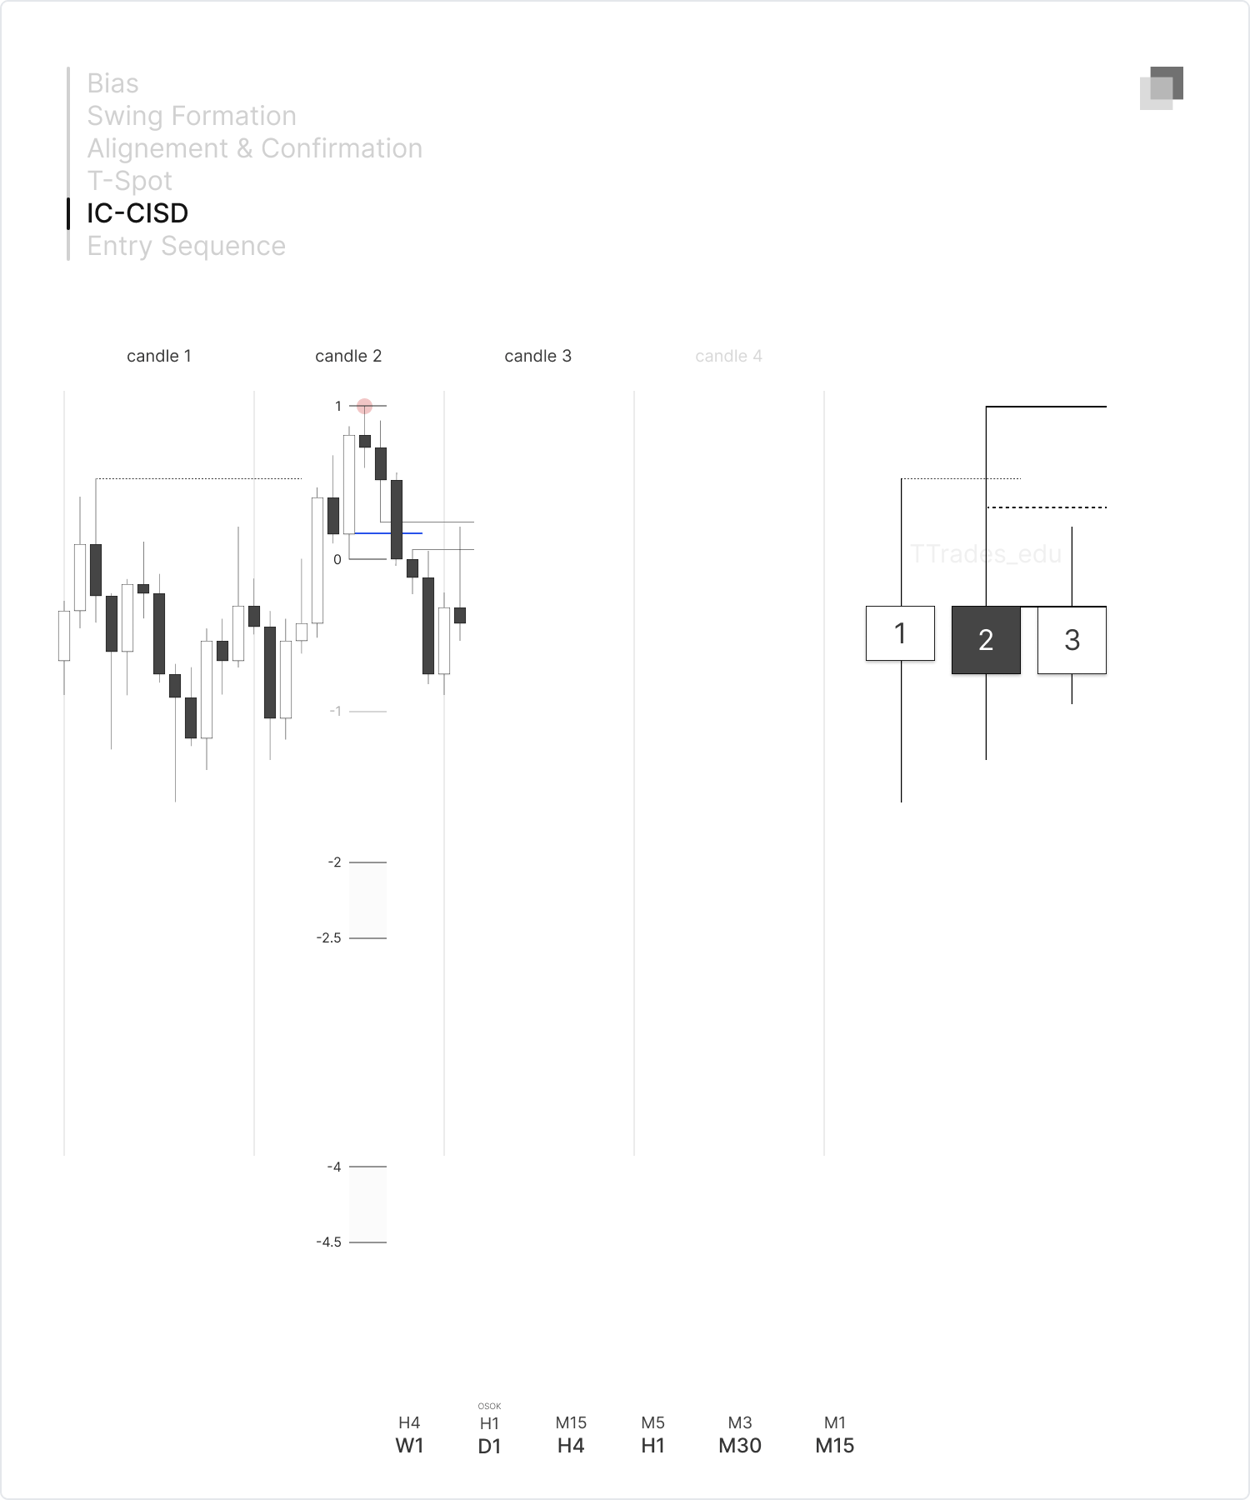 Bias
Swing Formation
Alignement & Confirmation
T-Spot
IC-CISD
Entry Sequence
candle 1
candle 2
candle 3
candle 4
1
0
-1
-2
-2.5
-4
-4.5
TTrades_edu
1
2
3
OSOK
H4 H1 M15 M5 M3 M1
W1 D1 H4 H1 M30 M15